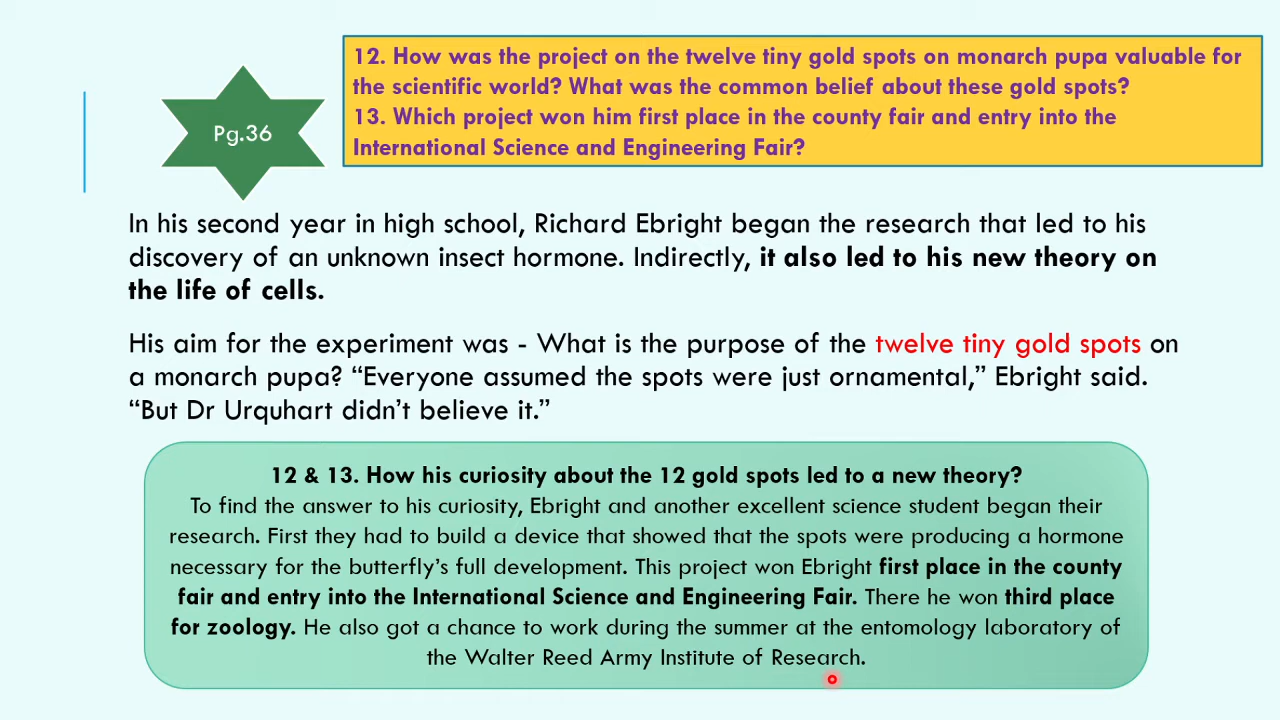 Pg.36
12. How was the project on the twelve tiny gold spots on monarch pupa valuable for
the scientific world? What was the common belief about these gold spots?
13. Which project won him first place in the county fair and entry into the
International Science and Engineering Fair?
In his second year in high school, Richard Ebright began the research that led to his
discovery of an unknown insect hormone. Indirectly, it also led to his new theory on
the life of cells.
His aim for the experiment was - What is the purpose of the twelve tiny gold spots on
a monarch pupa? “Everyone assumed the spots were just ornamental,” Ebright said.
“But Dr Urquhart didn’t believe it.”
12 & 13. How his curiosity about the 12 gold spots led to a new theory?
To find the answer to his curiosity, Ebright and another excellent science student began their
research. First they had to build a device that showed that the spots were producing a hormone
necessary for the butterfly’s full development. This project won Ebright first place in the county
fair and entry into the International Science and Engineering Fair. There he won third place
for zoology. He also got a chance to work during the summer at the entomology laboratory of
the Walter Reed Army Institute of Research.